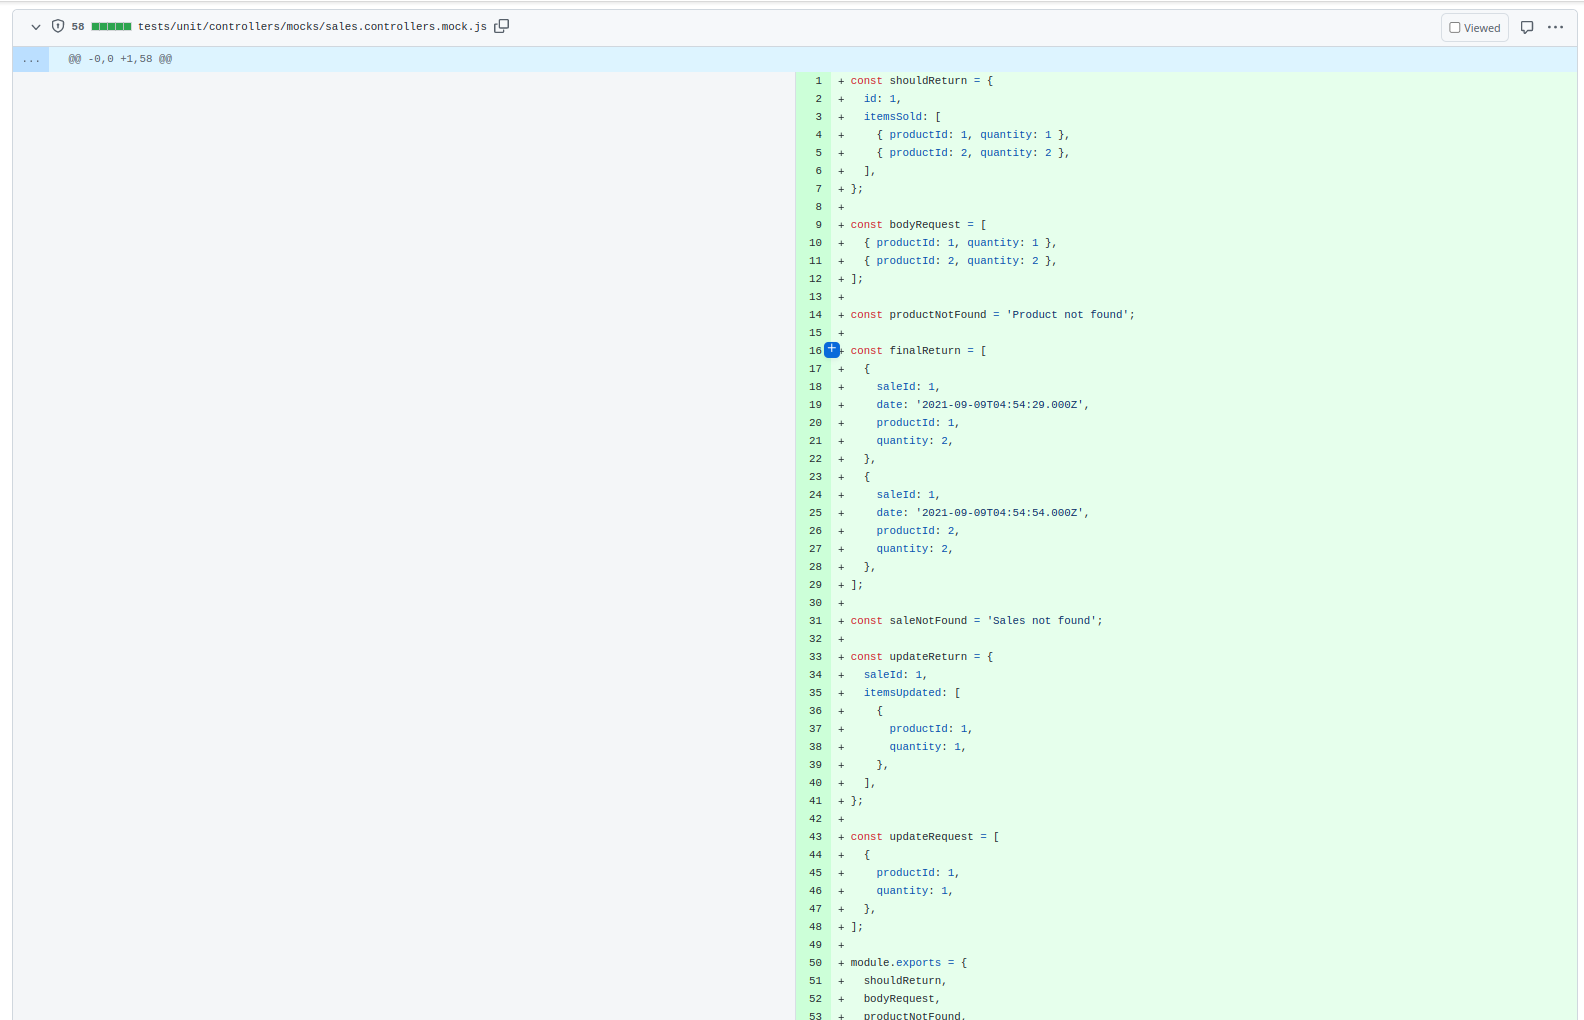 58 tests/unit/controllers/mocks/sales.controllers.mock.js Viewed
... @@ -0,0 +1,58 @@
1 + const shouldReturn = {
2 +   id: 1,
3 +   itemsSold: [
4 +     { productId: 1, quantity: 1 },
5 +     { productId: 2, quantity: 2 },
6 +   ],
7 + };
8 +
9 + const bodyRequest = [
10 +   { productId: 1, quantity: 1 },
11 +   { productId: 2, quantity: 2 },
12 + ];
13 +
14 + const productNotFound = 'Product not found';
15 +
16 + const finalReturn = [
17 +   {
18 +     saleId: 1,
19 +     date: '2021-09-09T04:54:29.000Z',
20 +     productId: 1,
21 +     quantity: 2,
22 +   },
23 +   {
24 +     saleId: 1,
25 +     date: '2021-09-09T04:54:54.000Z',
26 +     productId: 2,
27 +     quantity: 2,
28 +   },
29 + ];
30 +
31 + const saleNotFound = 'Sales not found';
32 +
33 + const updateReturn = {
34 +   saleId: 1,
35 +   itemsUpdated: [
36 +     {
37 +       productId: 1,
38 +       quantity: 1,
39 +     },
40 +   ],
41 + };
42 +
43 + const updateRequest = [
44 +   {
45 +     productId: 1,
46 +     quantity: 1,
47 +   },
48 + ];
49 +
50 + module.exports = {
51 +   shouldReturn,
52 +   bodyRequest,
53 +   productNotFound,